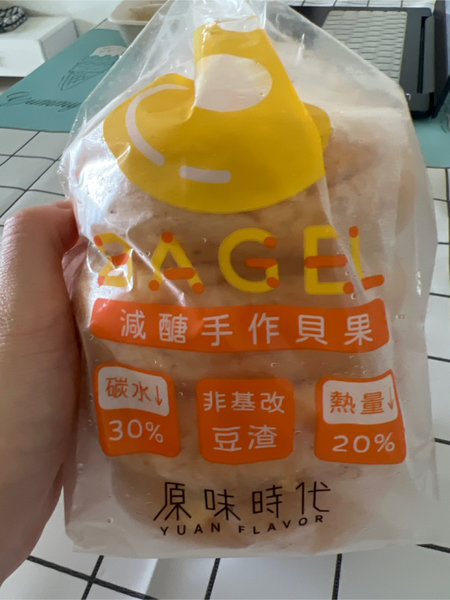 BAGEL
減醣手作貝果
碳水↓
30%
非基改
豆渣
熱量↓
20%
原味時代
YUAN FLAVOR